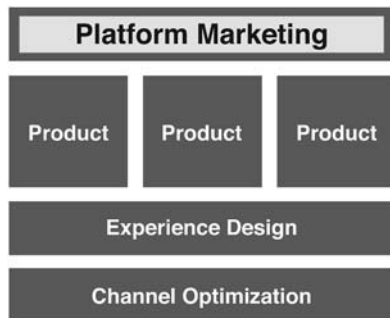 Platform Marketing
Product Product Product
Experience Design
Channel Optimization